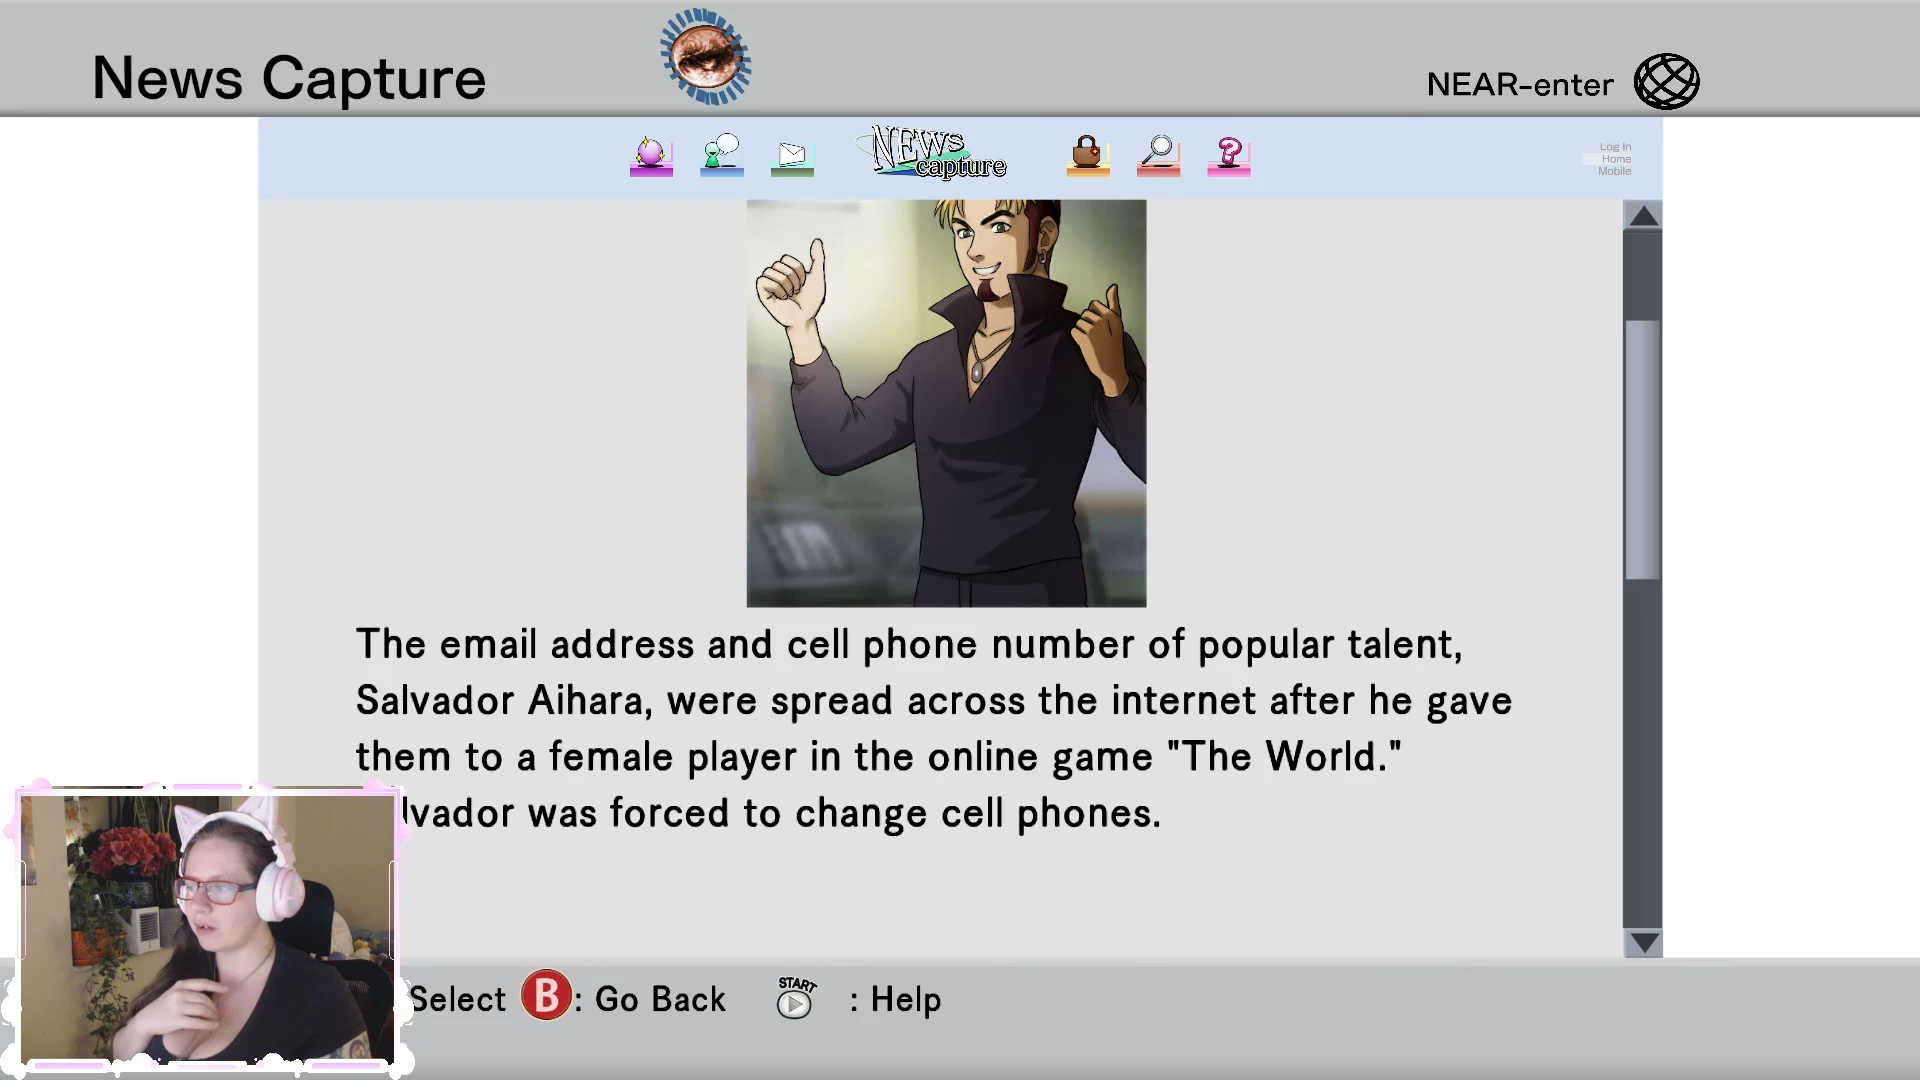 News Capture
NEAR-enter
NEWS
capture
Log In
Home
Mobile
The email address and cell phone number of popular talent,
Salvador Aihara, were spread across the internet after he gave
them to a female player in the online game "The World."
lvador was forced to change cell phones.
Select B : Go Back START : Help